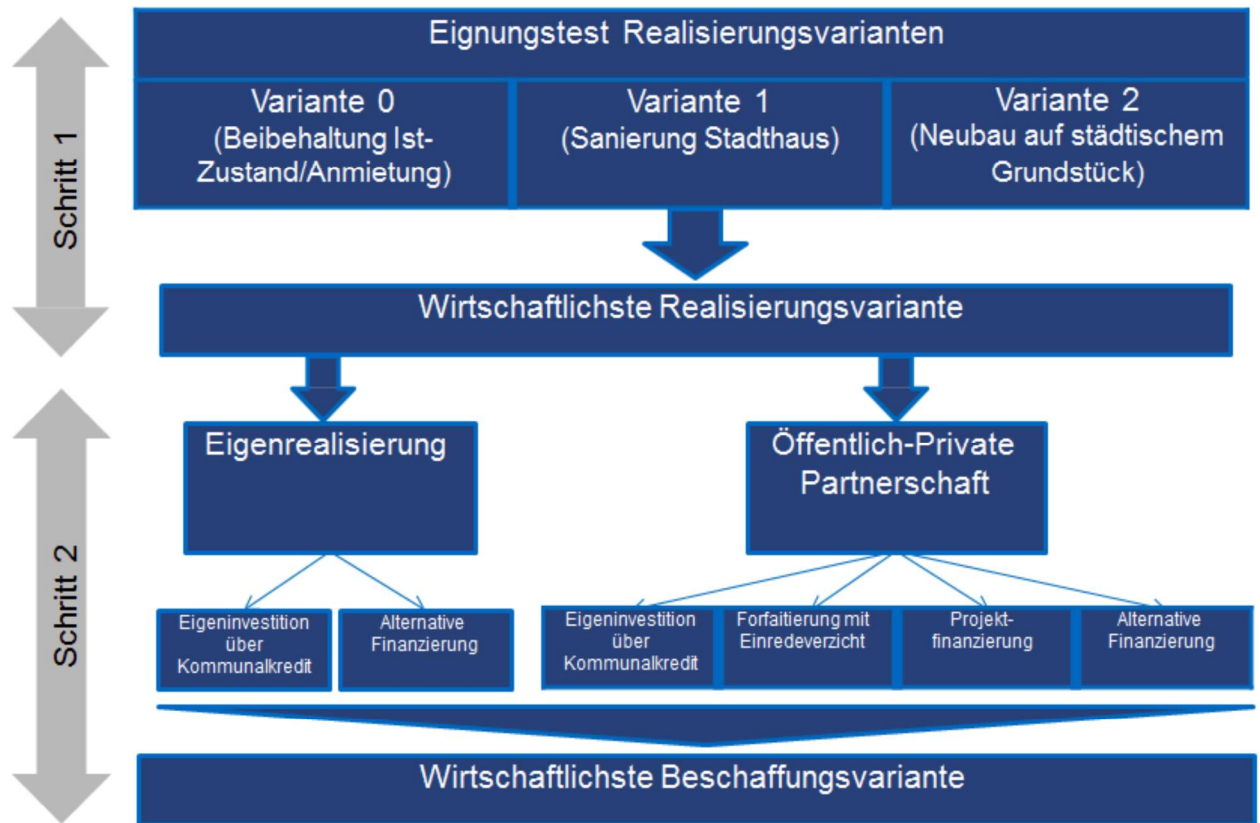 Schritt 1
Eignungstest Realisierungsvarianten
Variante 0
(Beibehaltung Ist-
Zustand/Anmietung)
Variante 1
(Sanierung Stadthaus)
Variante 2
(Neubau auf städtischem
Grundstück)
Wirtschaftlichste Realisierungsvariante
Schritt 2
Eigenrealisierung
Öffentlich-Private
Partnerschaft
Eigeninvestition
über
Kommunalkredit
Alternative
Finanzierung
Eigeninvestition
über
Kommunalkredit
Forfaitierung mit
Einredeverzicht
Projekt-
finanzierung
Alternative
Finanzierung
Wirtschaftlichste Beschaffungsvariante